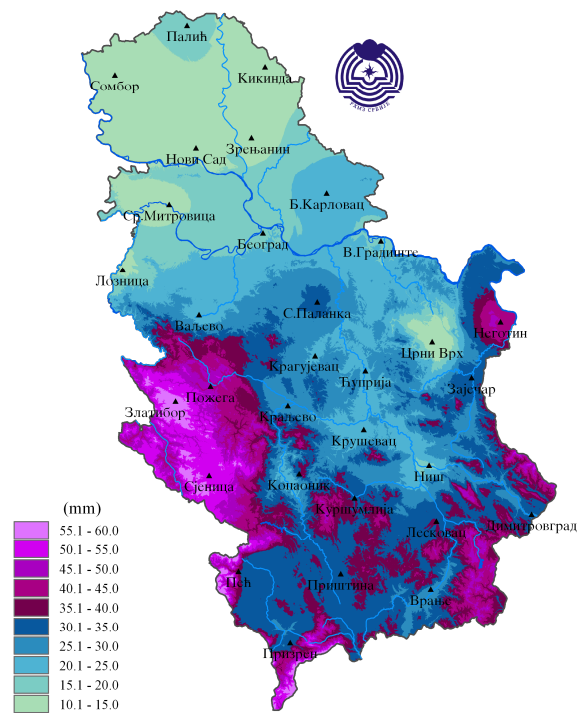 Палић
Кикинда
Сомбор
РХМЗ СРБИЈЕ
Зрењанин
Нови Сад
Б.Карловац
Ср.Митровица
Београд
В.Градиште
Лозница
С.Паланка
Ваљево
Неготин
Црни Врх
Крагујевац
Ћуприја
Зајечар
Пожега
Златибор
Краљево
Крушевац
Ниш
Сјеница
Копаоник
Куршумлија
Димитровград
Лесковац
Пећ
Приштина
Врање
Призрен
(mm)
55.1 - 60.0
50.1 - 55.0
45.1 - 50.0
40.1 - 45.0
35.1 - 40.0
30.1 - 35.0
25.1 - 30.0
20.1 - 25.0
15.1 - 20.0
10.1 - 15.0